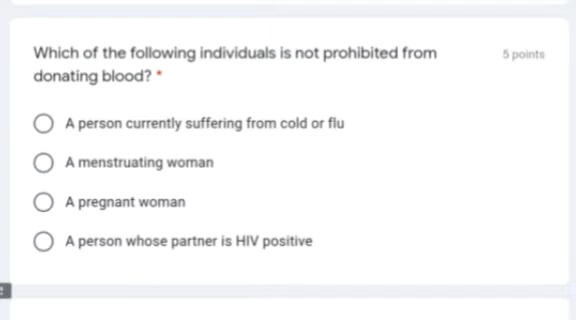 Which of the following individuals is not prohibited from
5 points
donating blood? *
A person currently suffering from cold or flu
A menstruating woman
A pregnant woman
A person whose partner is HIV positive